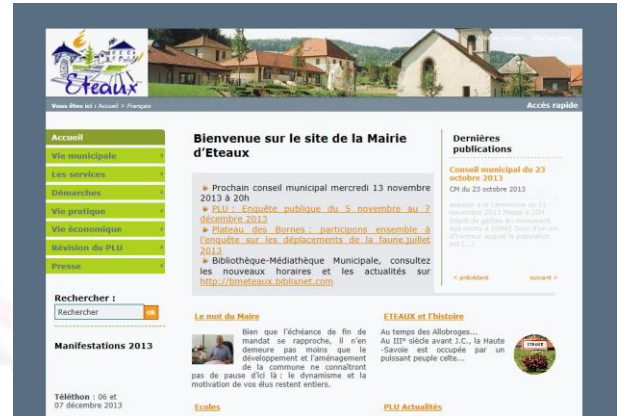 Eteaux
Vous êtes ici : Accueil > Français
Accès rapide
Accueil
Vie municipale
Les services
Démarches
Vie pratique
Vie économique
Révision du PLU
Presse
Rechercher :
Rechercher
ok
Manifestations 2013
Téléthon : 06 et
07 décembre 2013
Bienvenue sur le site de la Mairie
d'Eteaux
Prochain conseil municipal mercredi 13 novembre
2013 à 20h
PLU : Enquête publique du 5 novembre au 7
décembre 2013
Plateau des Bornes : participons ensemble à
l'enquête sur les déplacements de la faune.juillet
2013
Bibliothèque-Médiathèque Municipale, consultez
les nouveaux horaires et les actualités sur
http://bmeteaux.biblixnet.com
Le mot du Maire
Bien que l'échéance de fin de
mandat se rapproche, il n'en
demeure pas moins que le
développement et l'aménagement
de la commune ne connaîtront
pas de pause d'ici là : le dynamisme et la
motivation de vos élus restent entiers.
Ecoles
ETEAUX et l'histoire
Au temps des Allobroges...
Au IIIe siècle avant J.C., la Haute
-Savoie est occupée par un
puissant peuple celte...
ETEAUX
PLU Actualités
Dernières
publications
Conseil municipal du 23
octobre 2013
CM du 23 octobre 2013
< précédent
suivant >